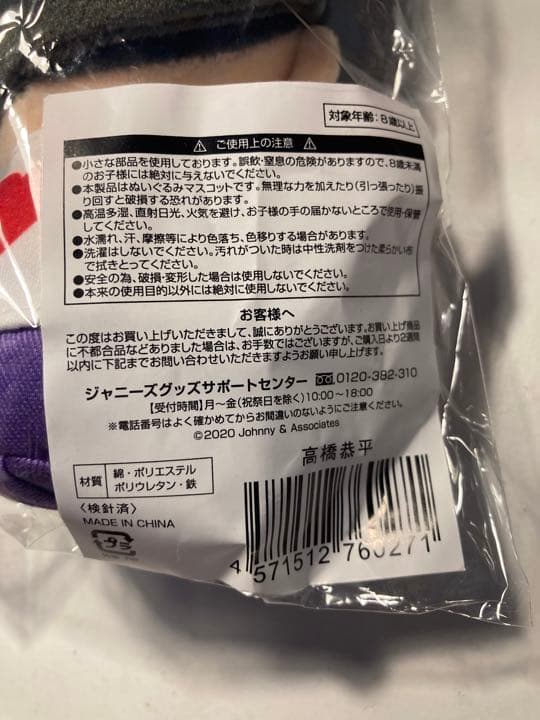 対象年齢：8歳以上
⚠ ご使用上の注意 ⚠
●小さな部品を使用しております。誤飲・窒息の危険がありますので、8歳未満
のお子様には絶対に与えないでください。
●本製品はぬいぐるみマスコットです。無理な力を加えたり(引っ張ったり)振
り回すと破損する恐れがあります。
●高温多湿、直射日光、火気を避け、お子様の手の届かないところで使用・保管
してください。
●水濡れ、汗、摩擦等により色落ち、色移りする場合があります。
●洗濯はしないでください。汚れがついた時は中性洗剤をつけた柔らかい布
で拭きとってください。
●安全の為、破損・変形した場合は使用しないでください。
●本来の使用目的以外には絶対に使用しないでください。
お客様へ
この度はお買い上げいただきまして、誠にありがとうございます。お買い上げ商品
に不都合品などありました場合は、お手数ではございますが、ご購入日より2週間
以内に下記までお問い合わせいただきますようお願い申し上げます。
ジャニーズグッズサポートセンター 0120-382-310
【受付時間】月～金(祝祭日を除く)10:00～18:00
※電話番号はよく確かめてからお間違いのないようにご注意ください。
©2020 Johnny & Associates
高橋恭平
材質 綿・ポリエステル
ポリウレタン・鉄
〈検針済〉
MADE IN CHINA
プラ
4 571512 760271